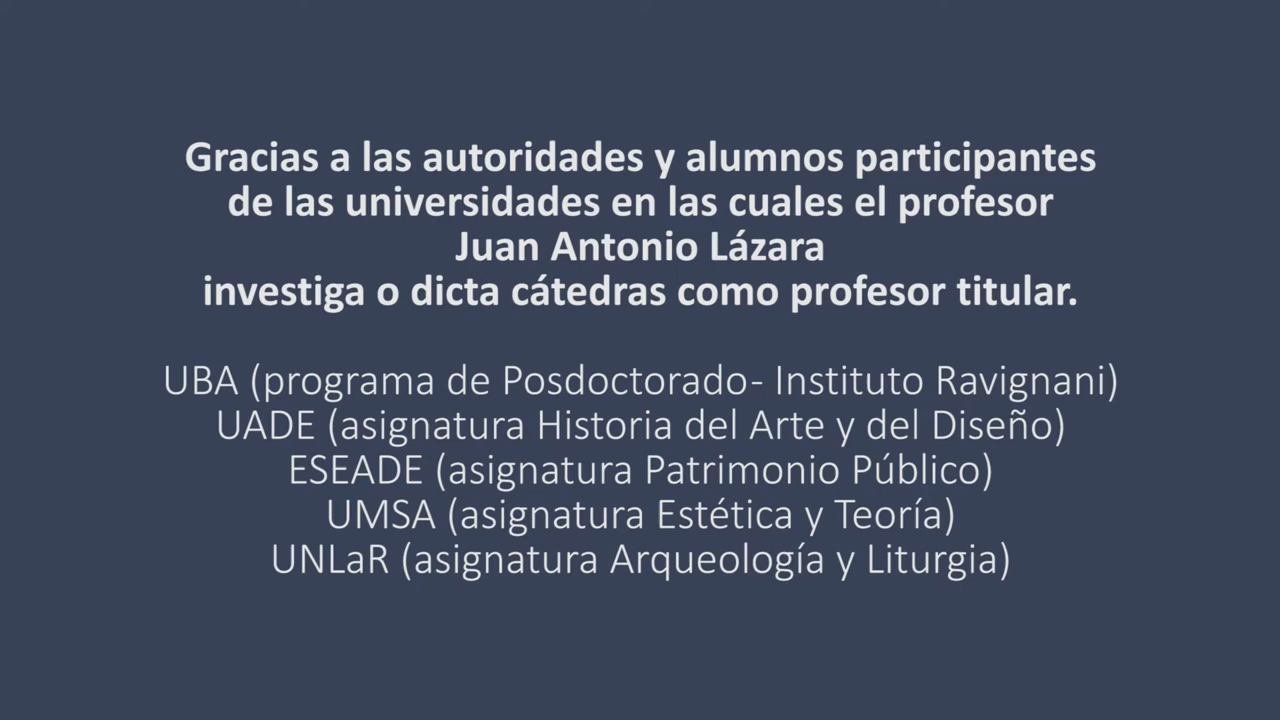 Gracias a las autoridades y alumnos participantes
de las universidades en las cuales el profesor
Juan Antonio Lázara
investiga o dicta cátedras como profesor titular.
UBA (programa de Posdoctorado- Instituto Ravignani)
UADE (asignatura Historia del Arte y del Diseño)
ESEADE (asignatura Patrimonio Público)
UMSA (asignatura Estética y Teoría)
UNLaR (asignatura Arqueología y Liturgia)